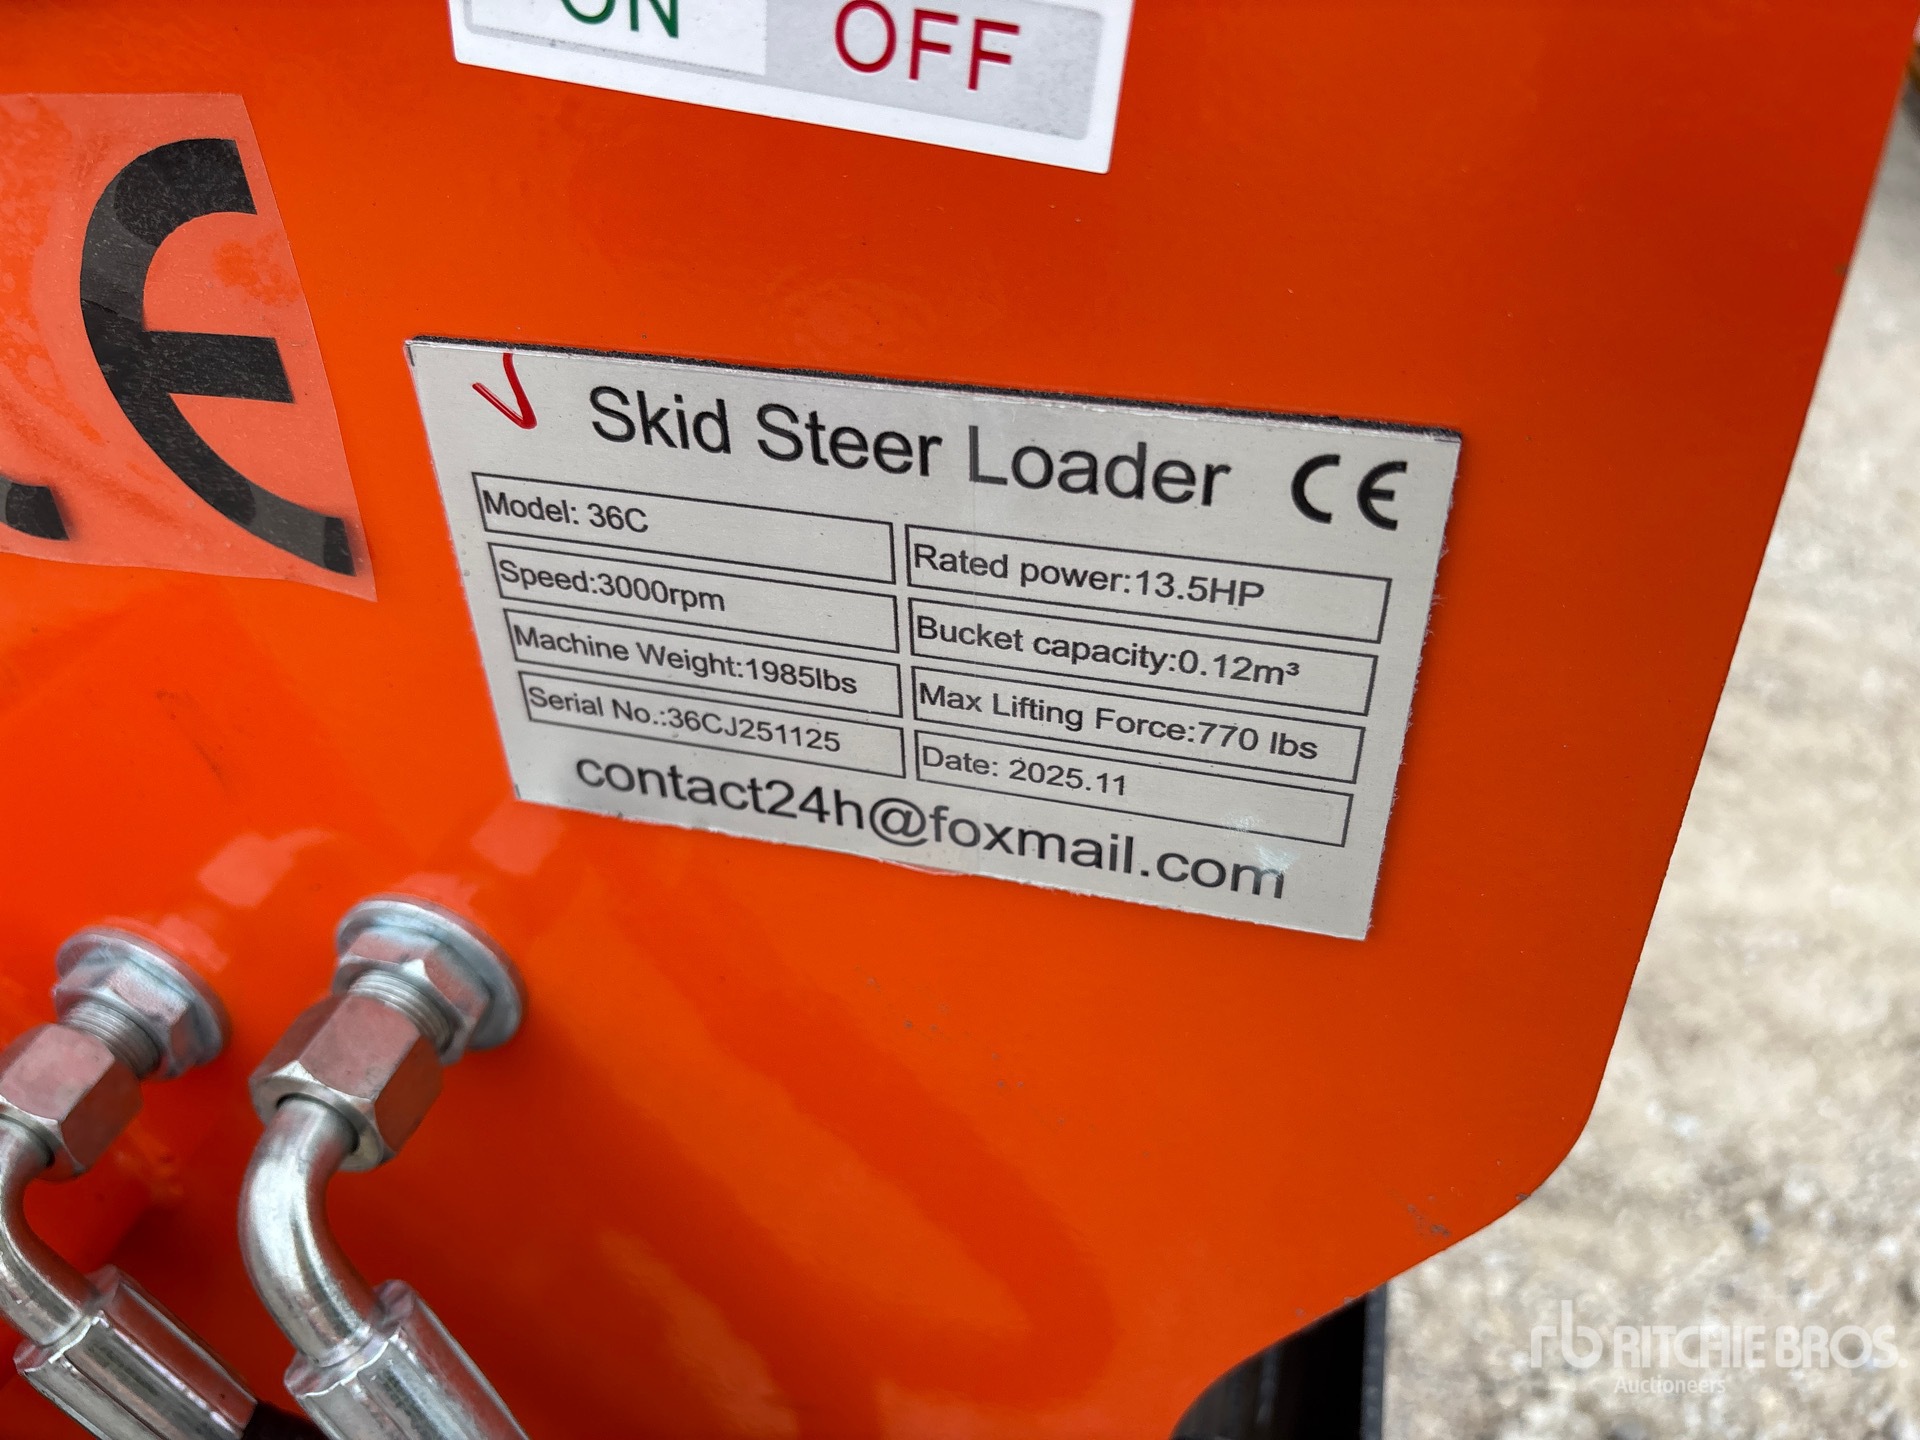 ON OFF
CE
Skid Steer Loader CE
Model: 36C
Rated power:13.5HP
Speed:3000rpm
Bucket capacity:0.12m³
Machine Weight:1985lbs
Max Lifting Force:770 lbs
Serial No.:36CJ251125
Date: 2025.11
contact24h@foxmail.com
rb RITCHIE BROS.
Auctioneers